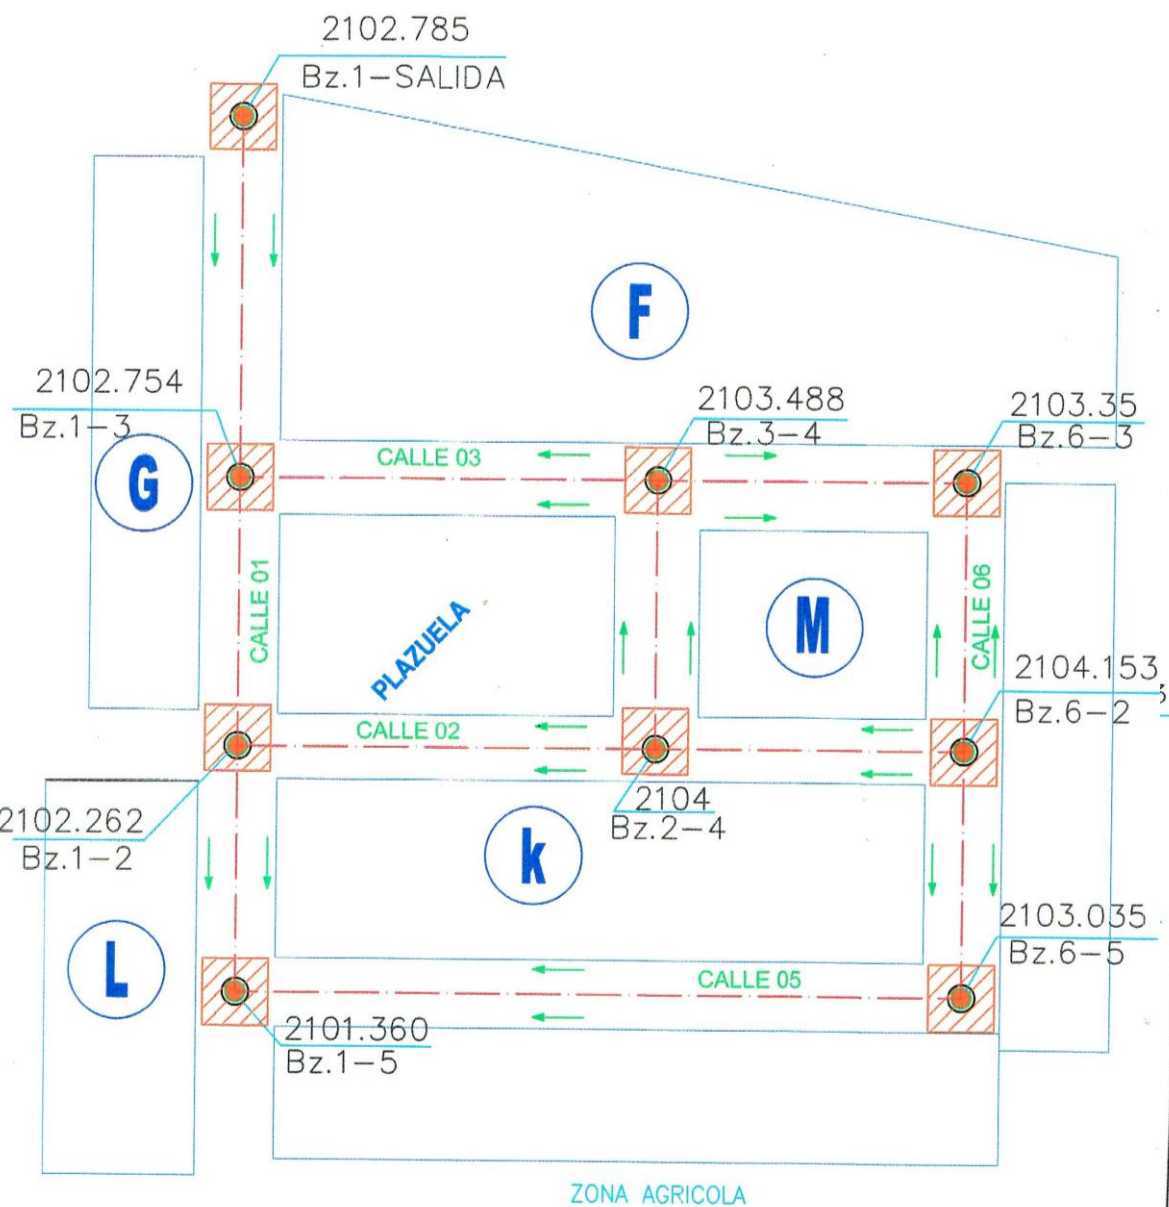 2102.785
Bz.1-SALIDA
F
2102.754
Bz.1-3
2103.488
Bz.3-4
2103.35
Bz.6-3
CALLE 03
G
CALLE 01
PLAZUELA
M
CALLE 06
2104.153
Bz.6-2
CALLE 02
2104
Bz.2-4
2102.262
Bz.1-2
k
2103.035
Bz.6-5
L
CALLE 05
2101.360
Bz.1-5
ZONA AGRICOLA